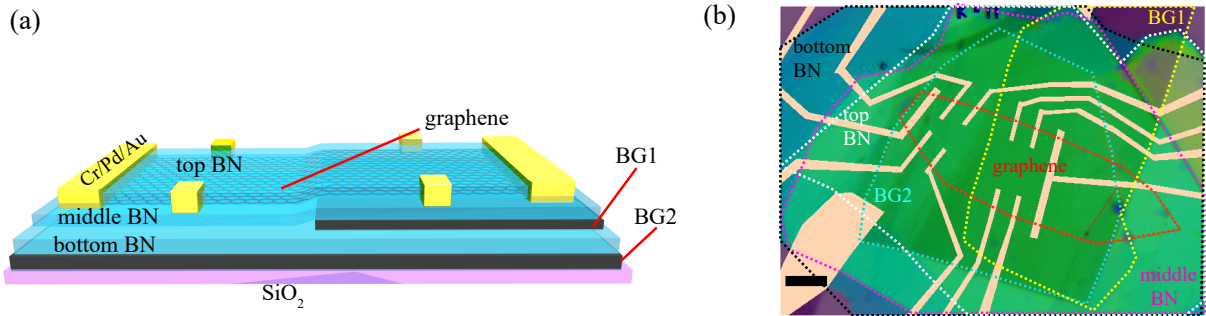 (a)
graphene
Cr/Pd/Au
top BN
BG1
middle BN
BG2
bottom BN
SiO2
(b)
BG1
bottom
BN
top
BN
graphene
BG2
middle
BN